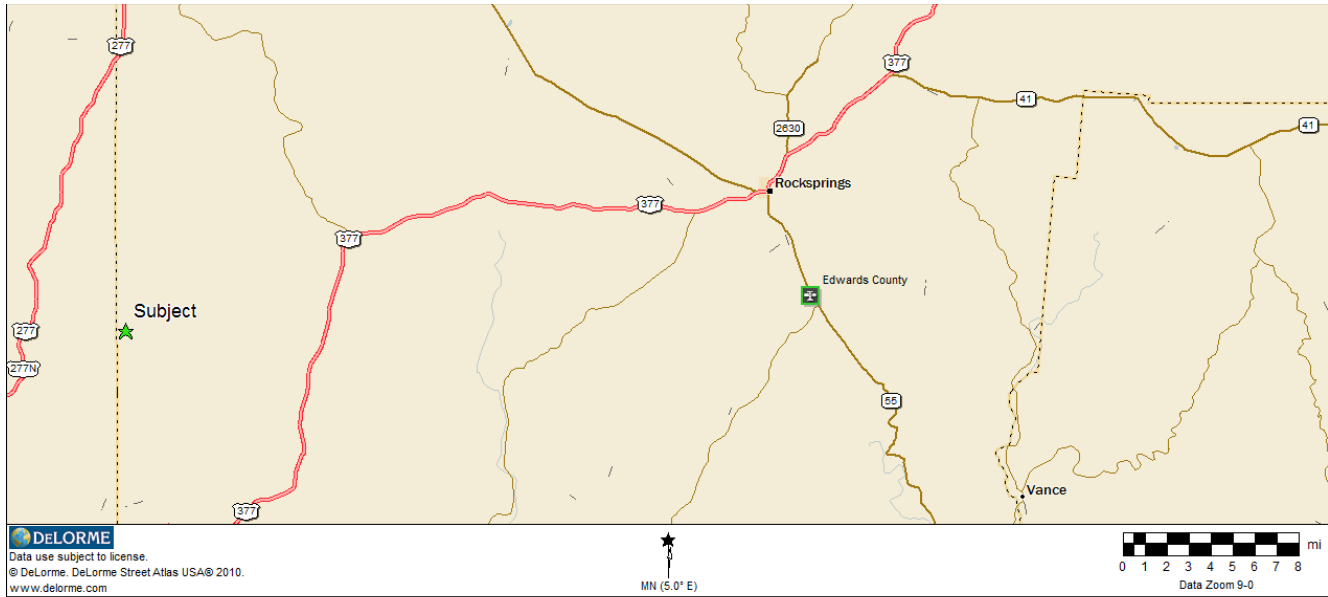 277
377
41
2630
41
Rocksprings
377
377
Edwards County
Subject
277
277N
55
377
Vance
DELORME
Data use subject to license.
© DeLorme. DeLorme Street Atlas USA® 2010.
www.delorme.com
MN (5.0° E)
mi
0 1 2 3 4 5 6 7 8
Data Zoom 9-0